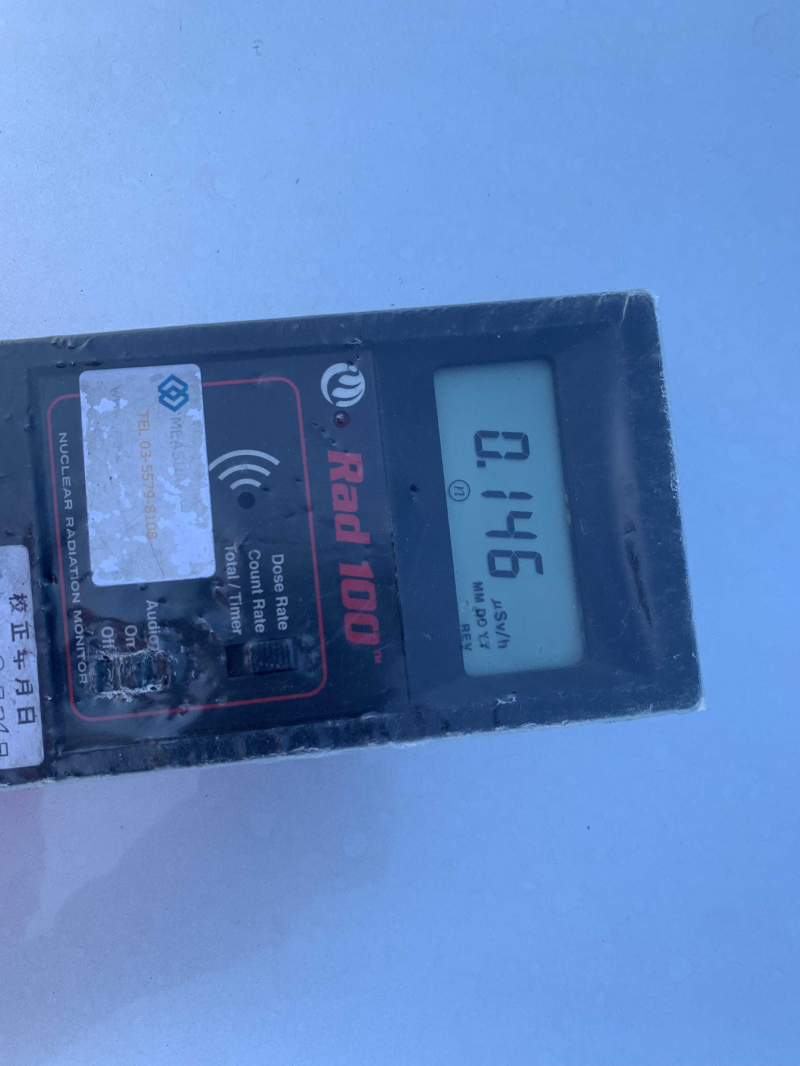 0.146
µSv/h
Rad 100™
Dose Rate
Count Rate
Total / Timer
Audio
On
Off
TEL 03-5579-8108
NUCLEAR RADIATION MONITOR
校正年月日